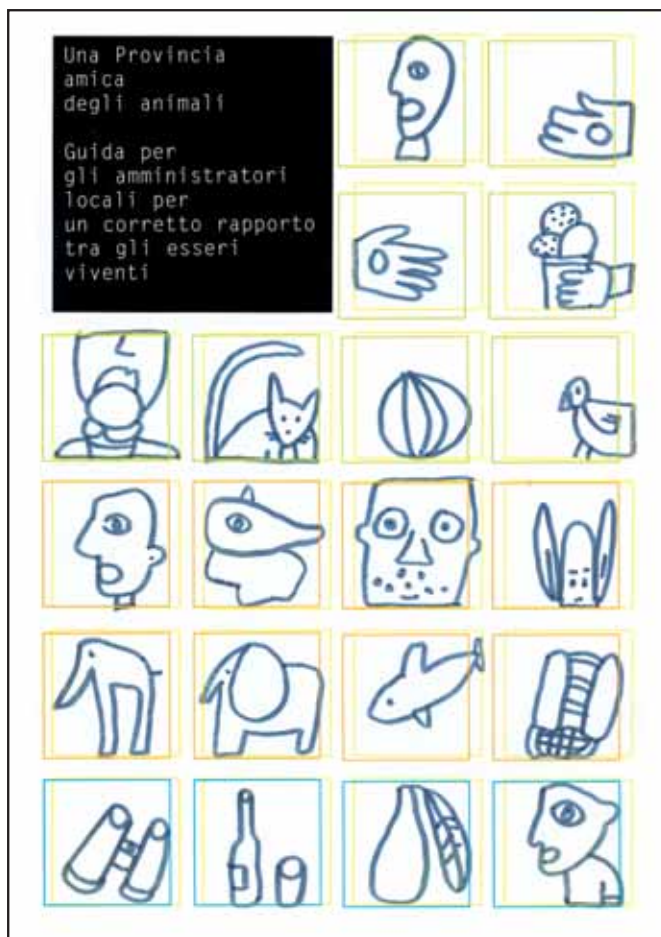 Una Provincia
amica
degli animali
Guida per
gli amministratori
locali per
un corretto rapporto
tra gli esseri
viventi